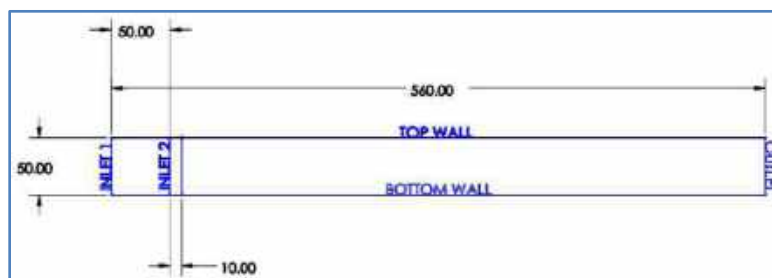 50.00
560.00
TOP WALL
50.00
INLET 1
INLET 2
OUTLET
BOTTOM WALL
10.00